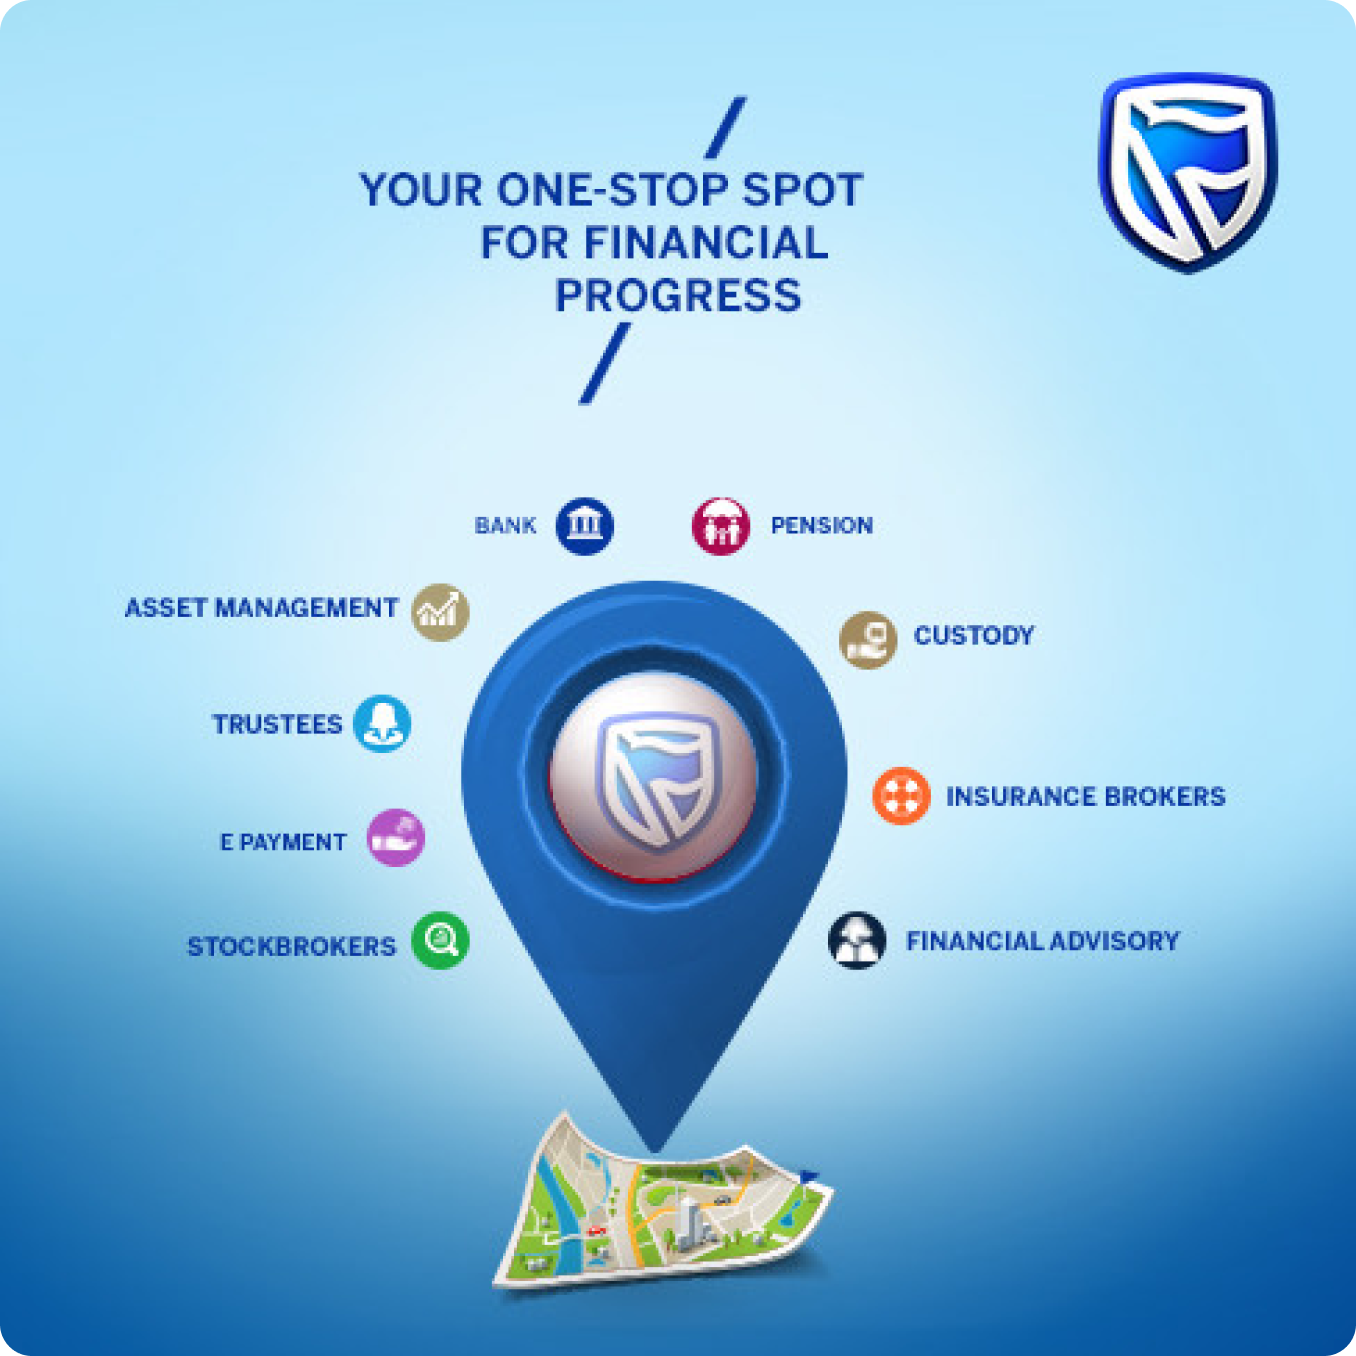 YOUR ONE-STOP SPOT
FOR FINANCIAL
PROGRESS
BANK
PENSION
ASSET MANAGEMENT
CUSTODY
TRUSTEES
INSURANCE BROKERS
E PAYMENT
STOCKBROKERS
FINANCIAL ADVISORY